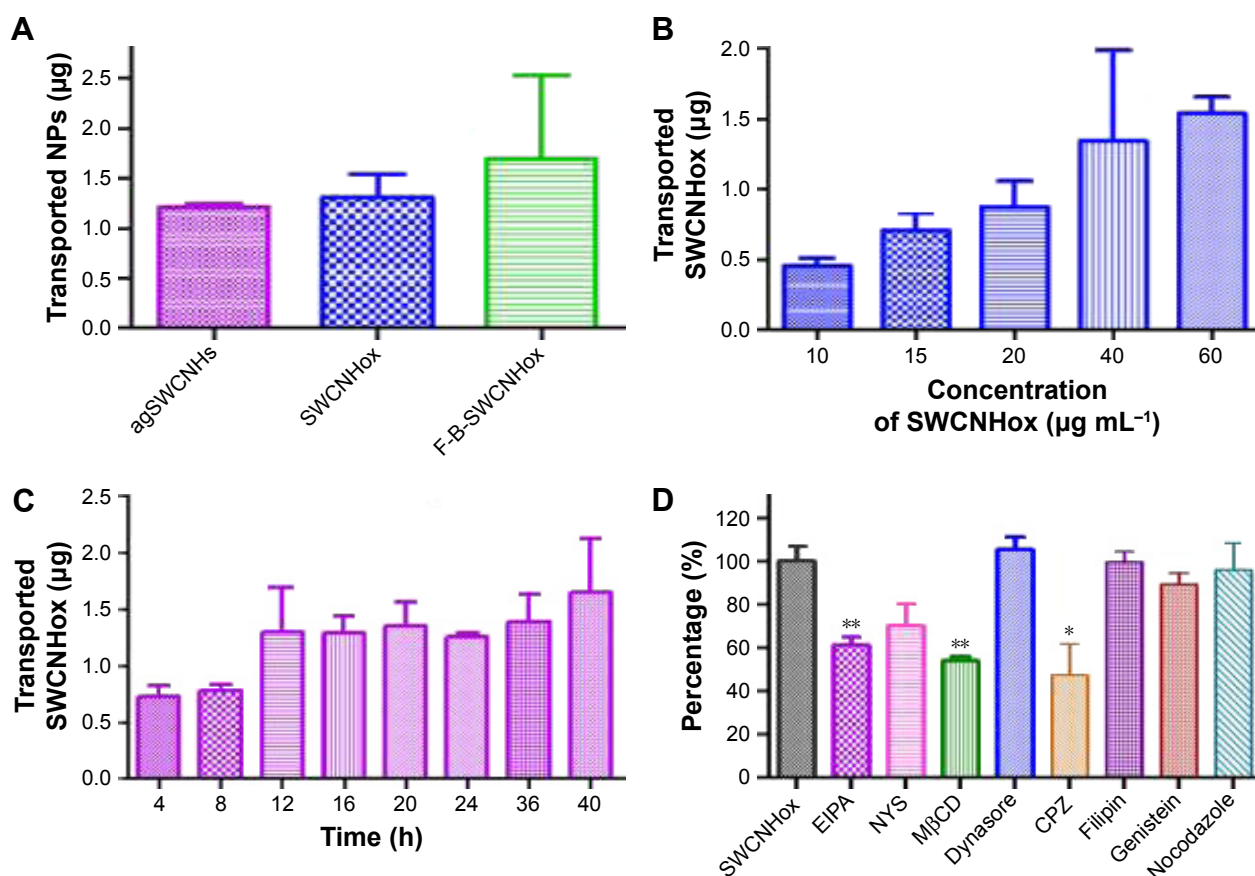 A
Transported NPs (µg)
2.5
2.0
1.5
1.0
0.5
0.0
agSWCNHs
SWCNHox
F-B-SWCNHox
B
Transported
SWCNHox (µg)
2.0
1.5
1.0
0.5
0.0
10 15 20 40 60
Concentration
of SWCNHox (µg mL⁻¹)
C
Transported
SWCNHox (µg)
2.5
2.0
1.5
1.0
0.5
0.0
4 8 12 16 20 24 36 40
Time (h)
D
Percentage (%)
120
100
80
60
40
20
0
**
**
*
SWCNHox
EIPA
NYS
MβCD
Dynasore
CPZ
Filipin
Genistein
Nocodazole